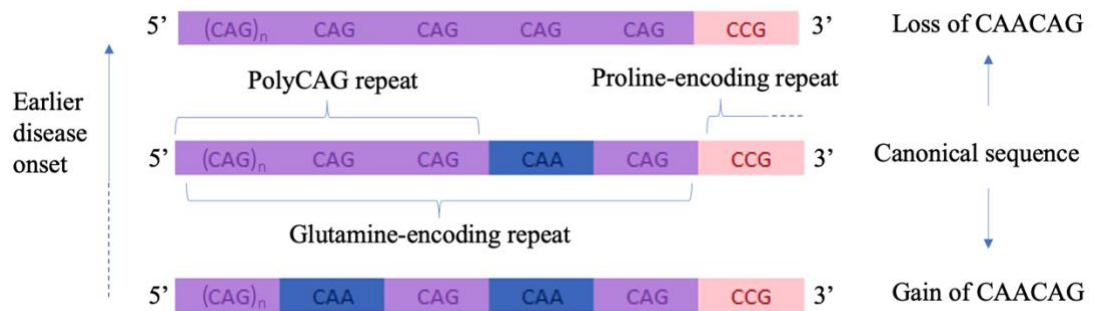 5’ (CAG)n CAG CAG CAG CAG CCG 3’ Loss of CAACAG
PolyCAG repeat Proline-encoding repeat
Earlier
disease
onset
5’ (CAG)n CAG CAG CAA CAG CCG 3’ Canonical sequence
Glutamine-encoding repeat
5’ (CAG)n CAA CAG CAA CAG CCG 3’ Gain of CAACAG